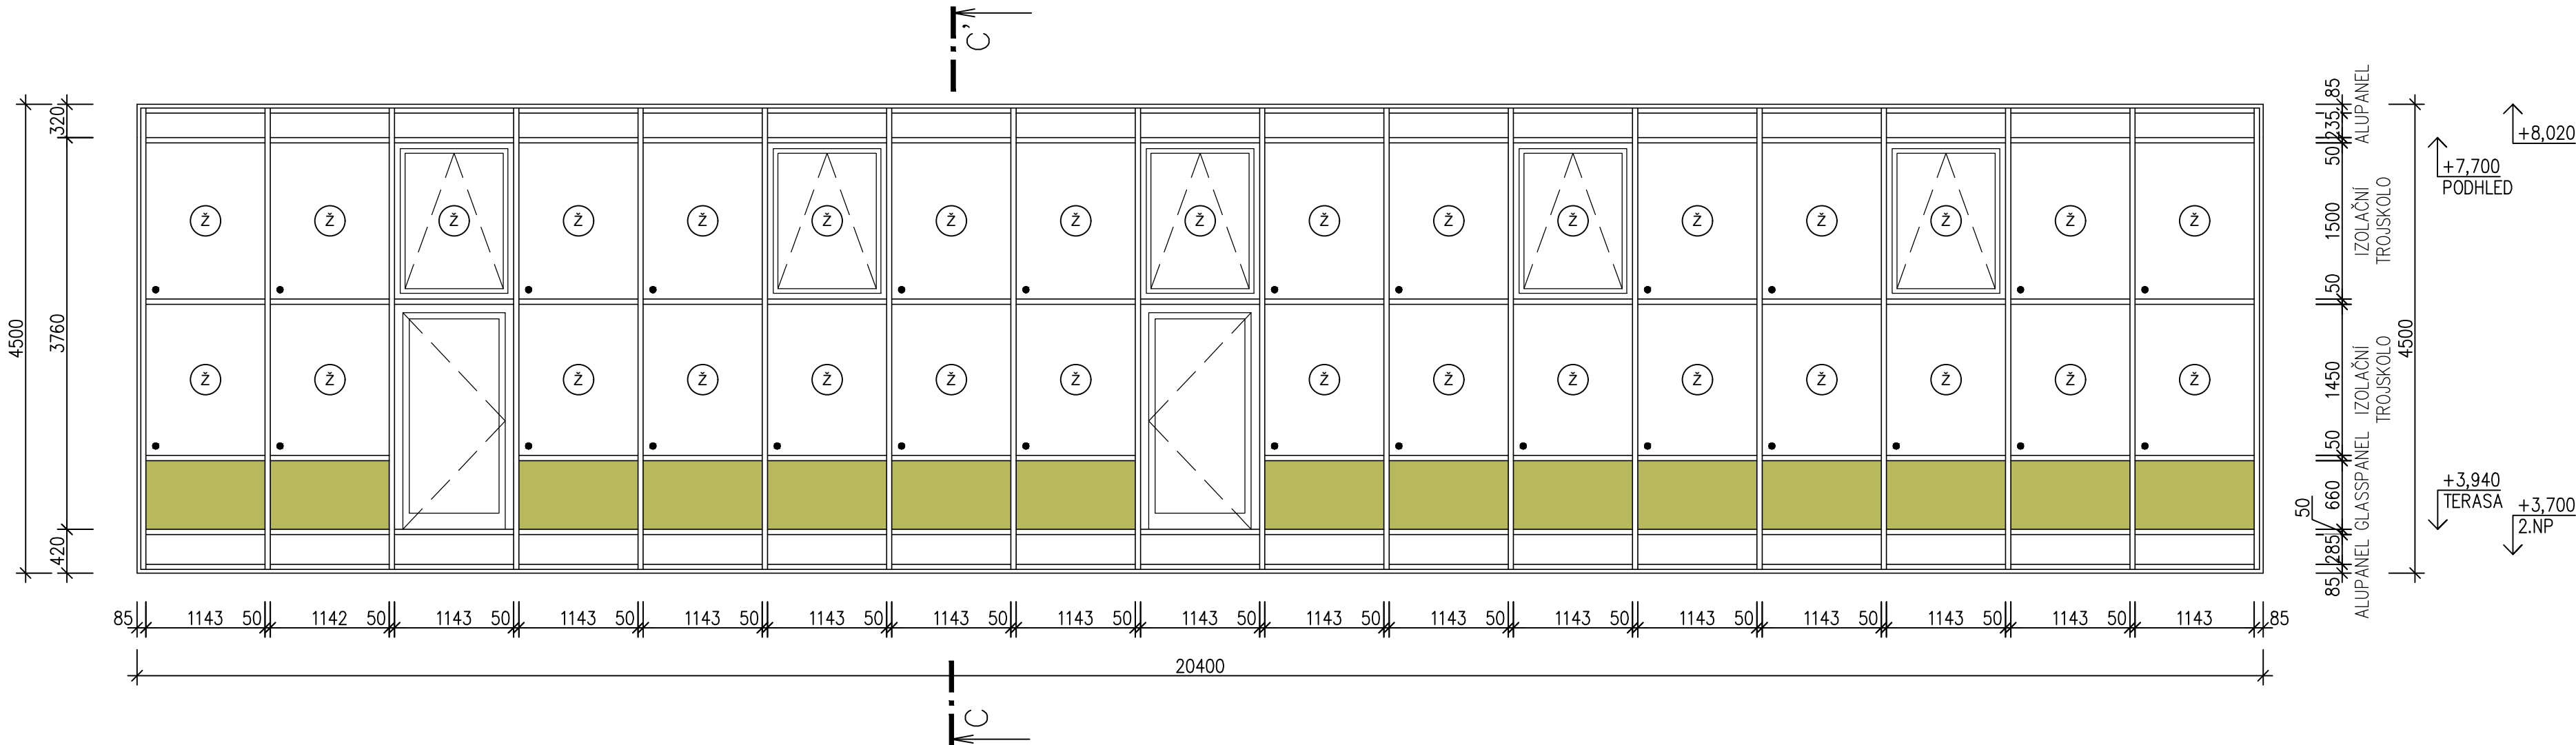 C'
320
3760
420
4500
Ž Ž Ž Ž Ž Ž Ž Ž Ž Ž Ž Ž Ž Ž Ž Ž Ž
Ž Ž Ž Ž Ž Ž Ž Ž Ž Ž Ž Ž Ž Ž Ž
85 1143 50 1142 50 1143 50 1143 50 1143 50 1143 50 1143 50 1143 50 1143 50 1143 50 1143 50 1143 50 1143 50 1143 50 1143 50 1143 50 1143 85
20400
C
85
235
50
1500
50
1450
50
660
50
285
85
ALUPANEL
IZOLAČNÍ
TROJSKOLO
IZOLAČNÍ
TROJSKOLO
GLASSPANEL
ALUPANEL
4500
+8,020
+7,700
PODHLED
+3,940
TERASA
+3,700
2.NP